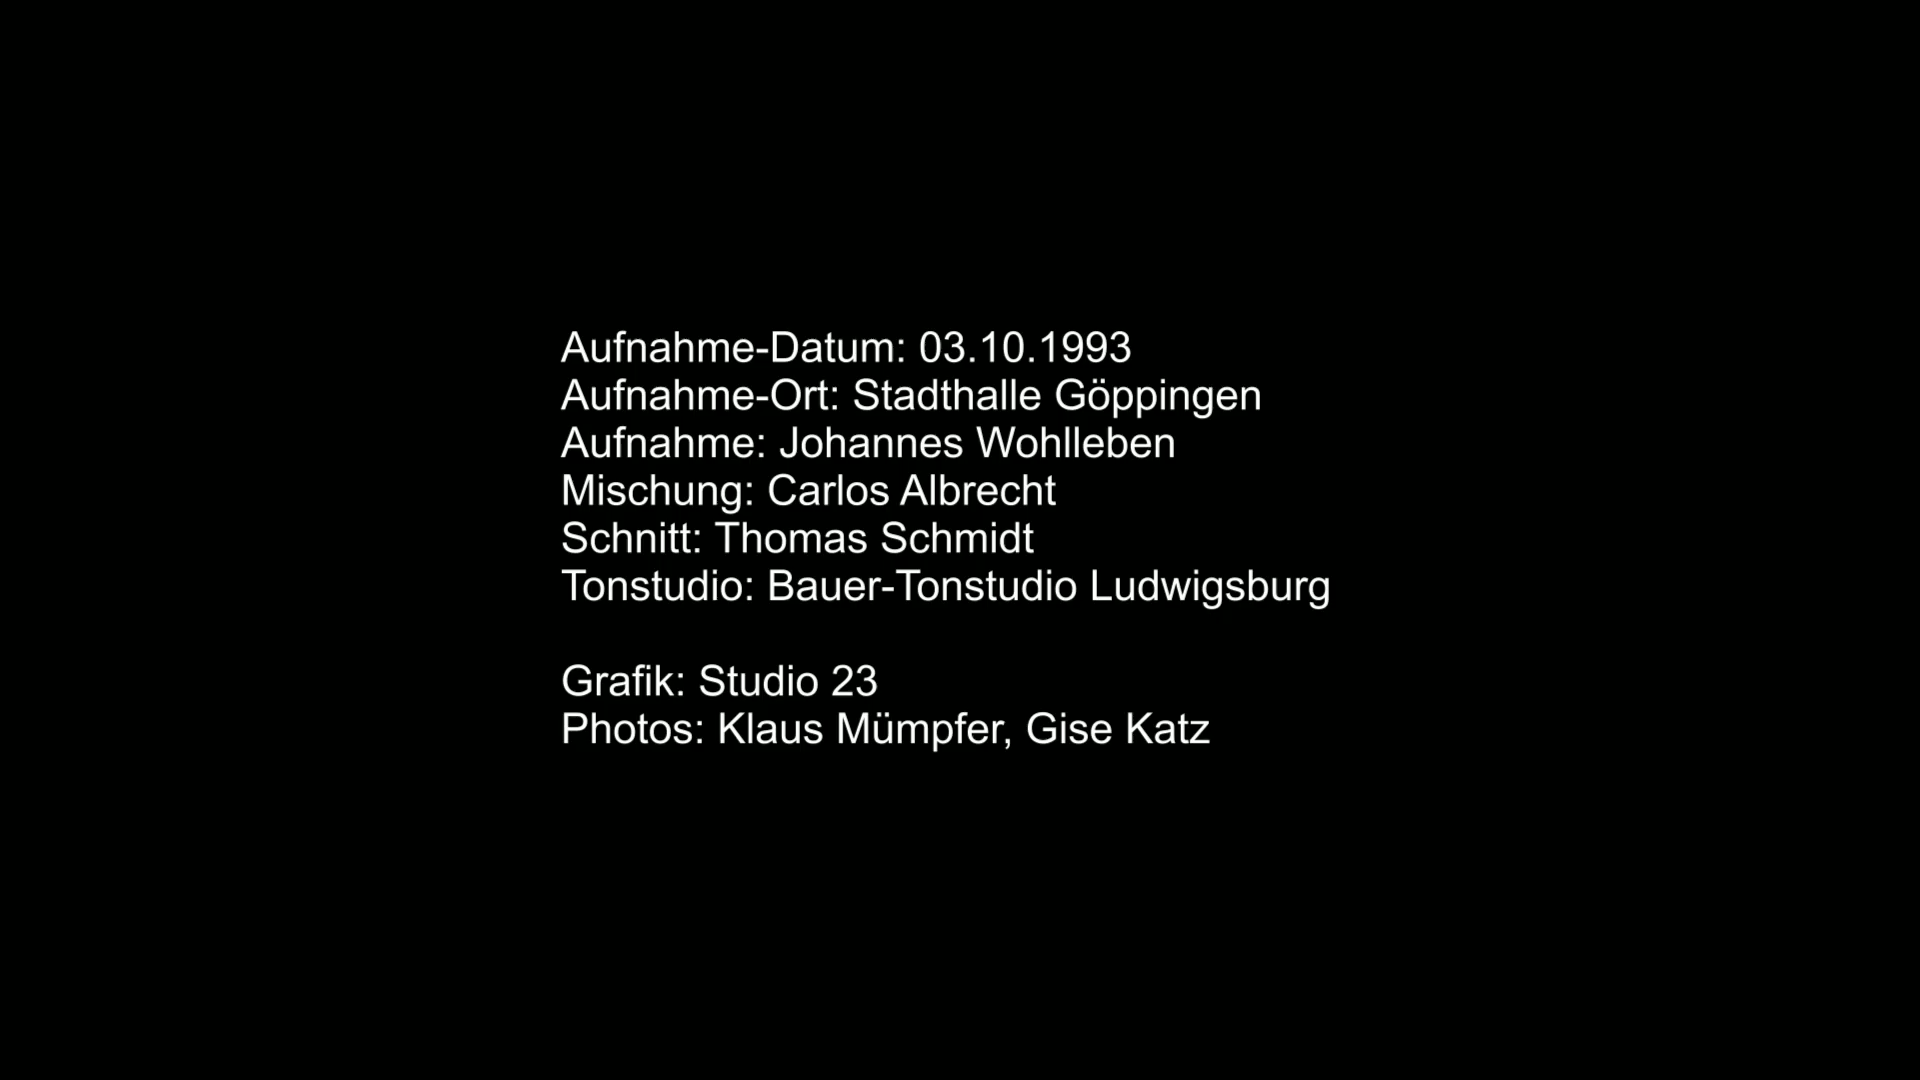 Aufnahme-Datum: 03.10.1993
Aufnahme-Ort: Stadthalle Göppingen
Aufnahme: Johannes Wohlleben
Mischung: Carlos Albrecht
Schnitt: Thomas Schmidt
Tonstudio: Bauer-Tonstudio Ludwigsburg
Grafik: Studio 23
Photos: Klaus Mümpfer, Gise Katz